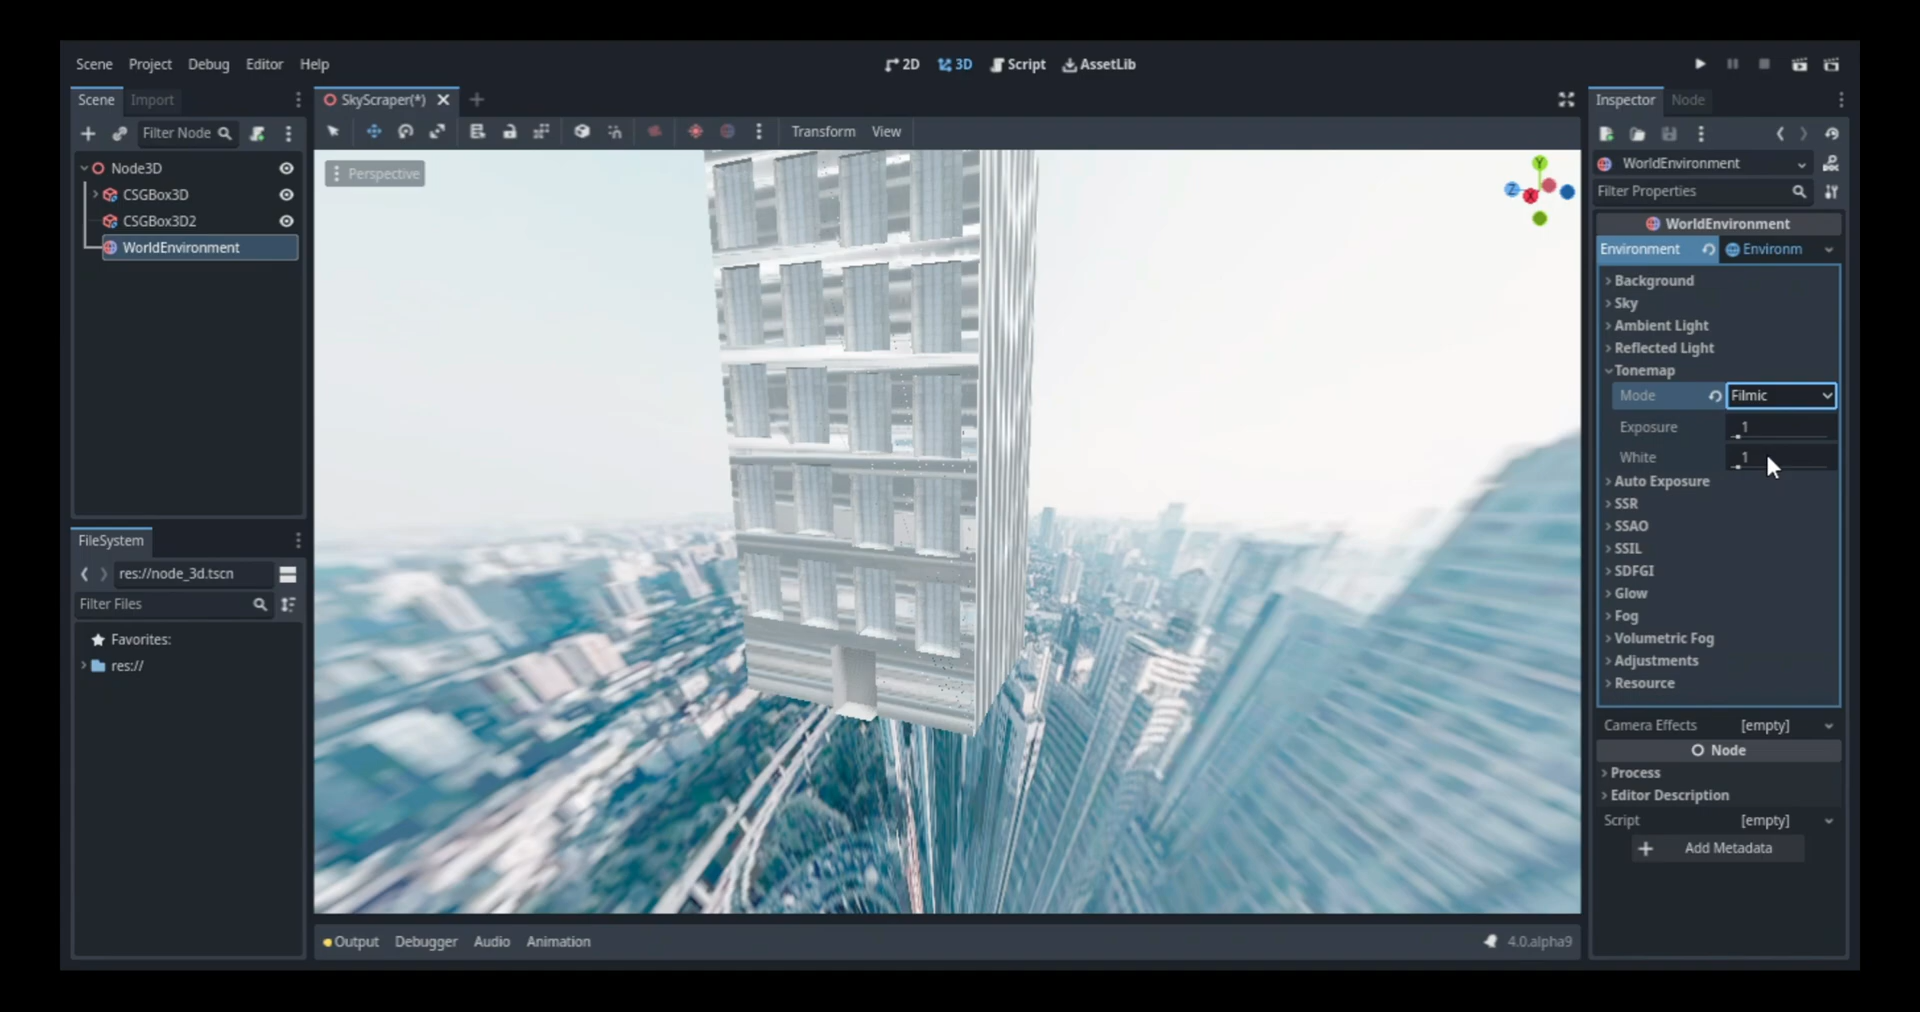 Scene Project Debug Editor Help
2D 3D Script AssetLib
Scene Import
Filter Node
Node3D
CSGBox3D
CSGBox3D2
WorldEnvironment
FileSystem
res://node_3d.tscn
Filter Files
Favorites:
res://
SkyScraper(*)
Transform View
Perspective
Y
Z
X
Output Debugger Audio Animation
4.0.alpha9
Inspector Node
WorldEnvironment
Filter Properties
WorldEnvironment
Environment Environm
Background
Sky
Ambient Light
Reflected Light
Tonemap
Mode Filmic
Exposure 1
White 1
Auto Exposure
SSR
SSAO
SSIL
SDFGI
Glow
Fog
Volumetric Fog
Adjustments
Resource
Camera Effects [empty]
Node
Process
Editor Description
Script [empty]
Add Metadata